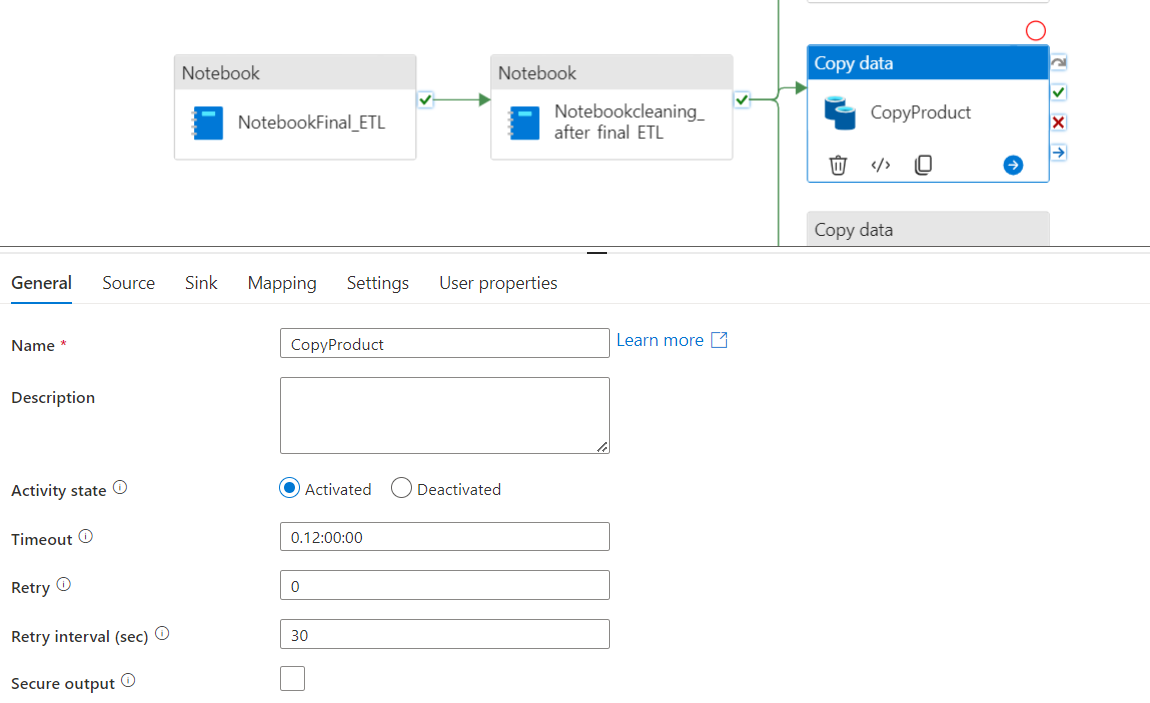 Notebook
NotebookFinal_ETL
Notebook
Notebookcleaning_
after final ETL
Copy data
CopyProduct
Copy data
General Source Sink Mapping Settings User properties
Name * CopyProduct Learn more
Description
Activity state Activated Deactivated
Timeout 0.12:00:00
Retry 0
Retry interval (sec) 30
Secure output